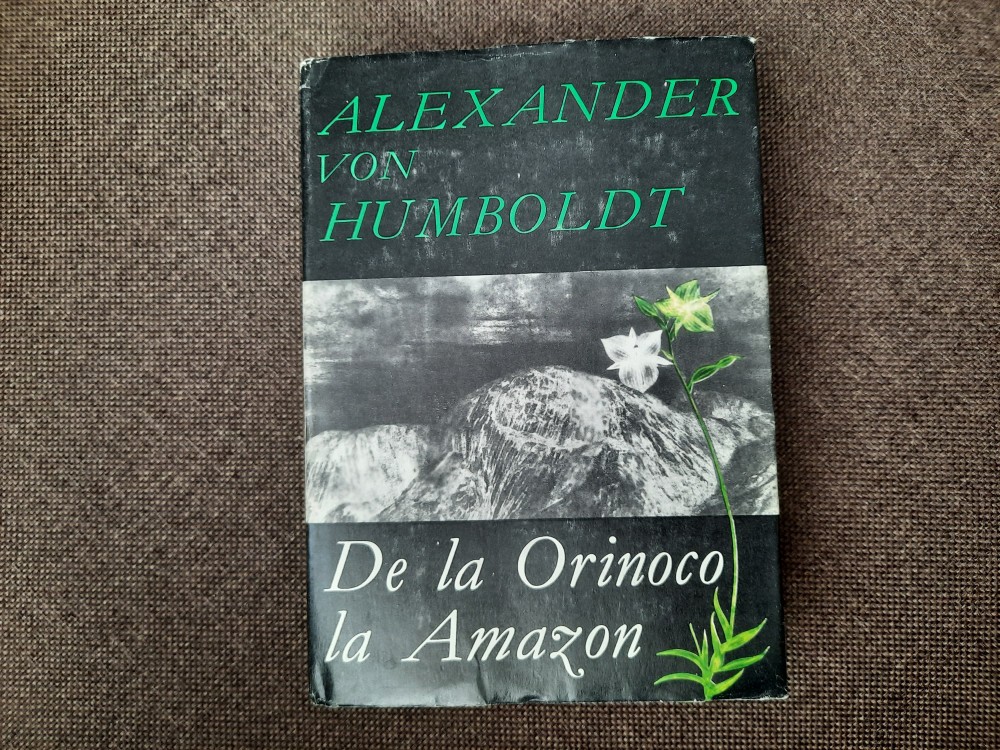 ALEXANDER
VON
HUMBOLDT
De la Orinoco
la Amazon